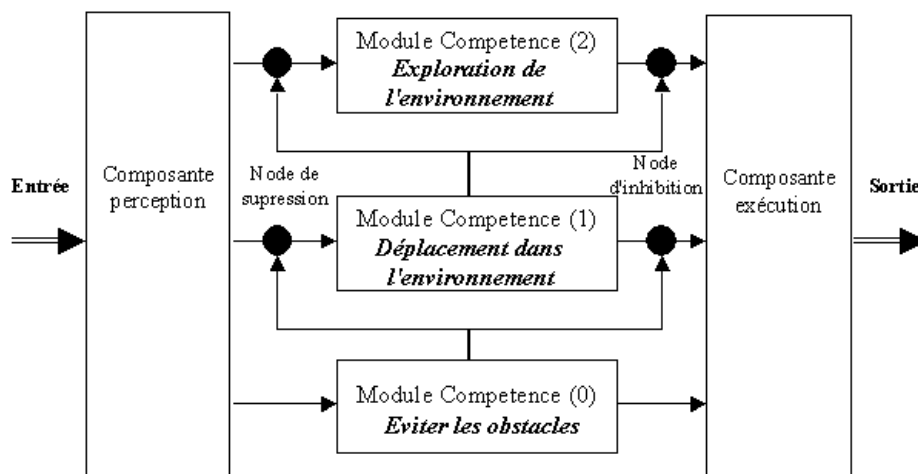 Module Competence (2)
Exploration de
l'environnement
Entrée
Composante
perception
Node de
supression
Node
d'inhibition
Composante
exécution
Sortie
Module Competence (1)
Déplacement dans
l'environnement
Module Competence (0)
Eviter les obstacles